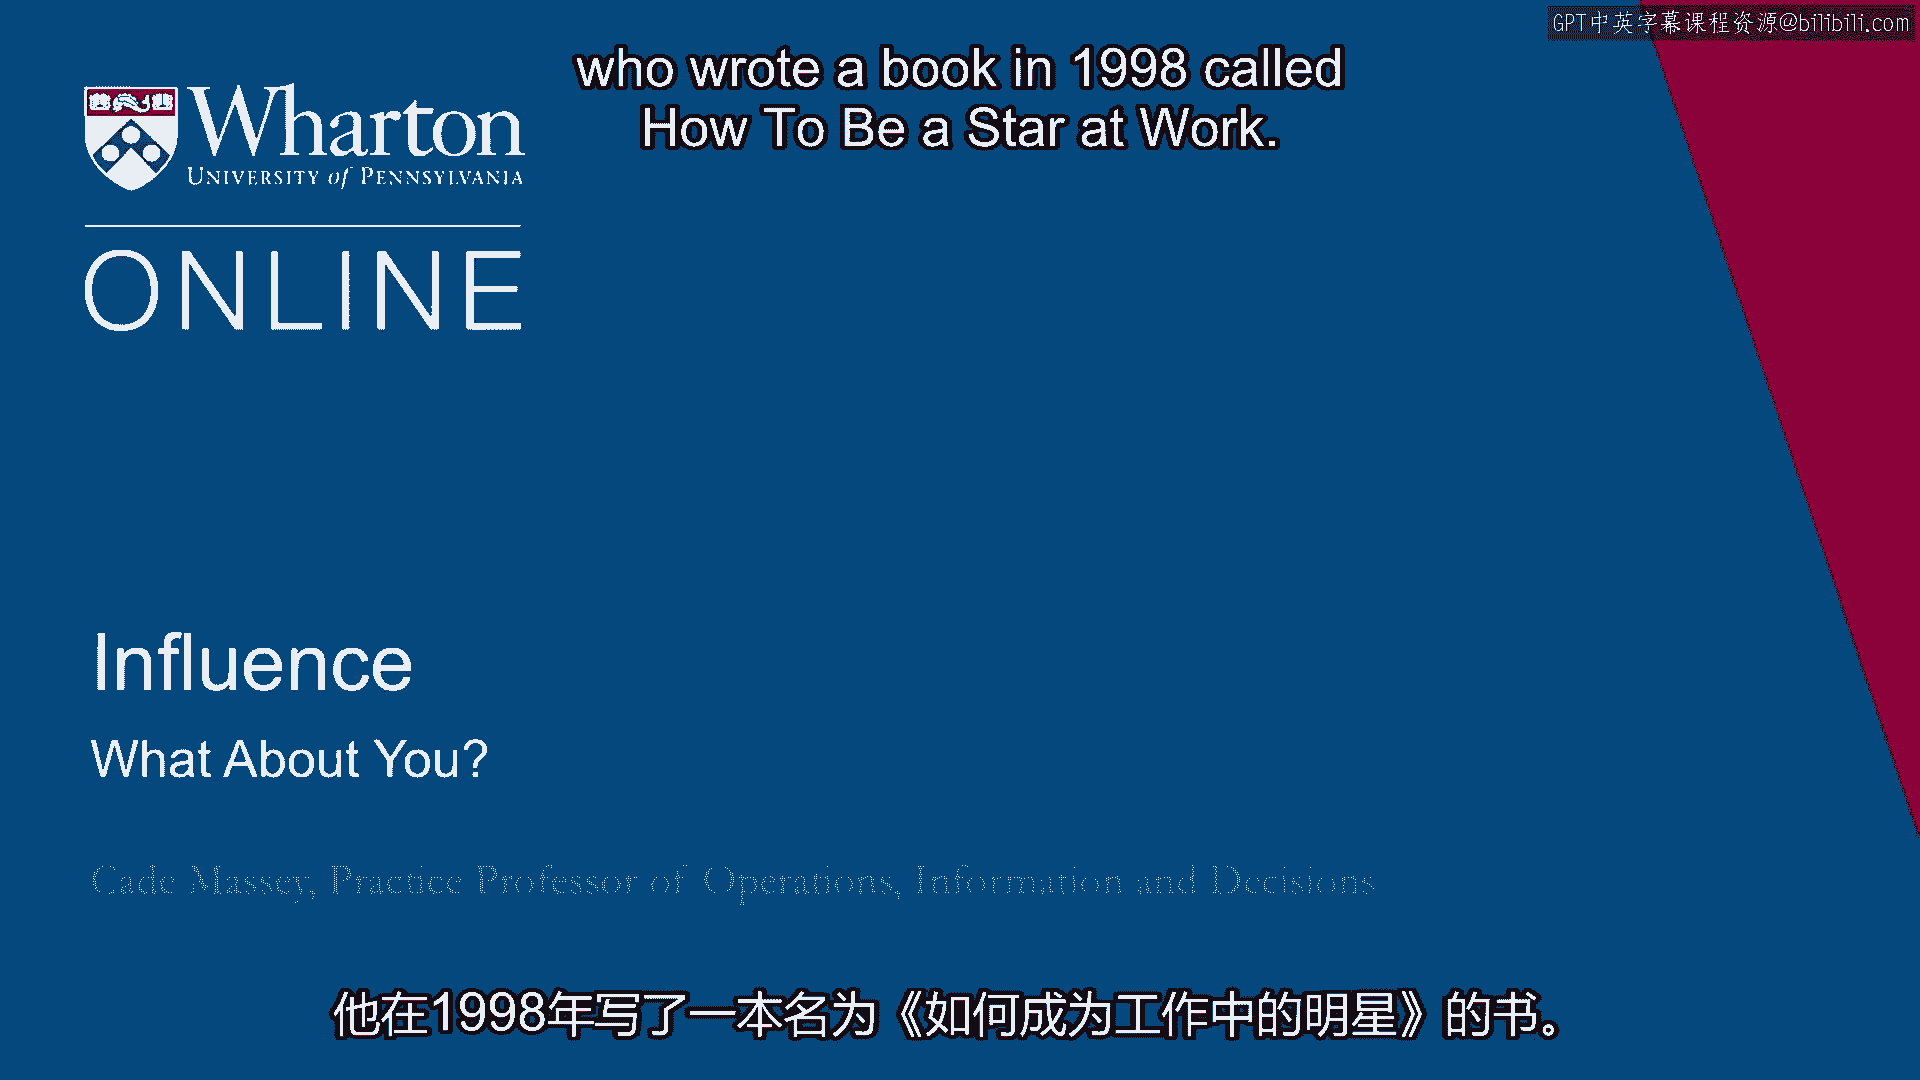 GPT中英字幕课程资源@bilibili.com
who wrote a book in 1998 called
How To Be a Star at Work.
Wharton
UNIVERSITY of PENNSYLVANIA
ONLINE
Influence
What About You?
Cade Massey, Practice Professor of Operations, Information and Decisions
他在1998年写了一本名为《如何成为工作中的明星》的书。